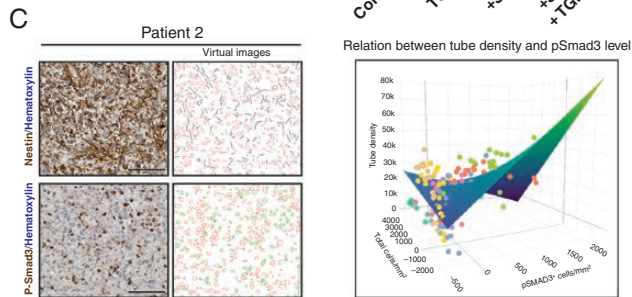 C
Patient 2
Virtual images
Nestin/Hematoxylin
P-Smad3/Hematoxylin
+ TG
Relation between tube density and pSmad3 level
80k
70k
60k
50k
40k
30k
20k
10k
0
Tube density
4000
3000
2000
1000
0
−1000
−2000
Total cells/mm²
−500
0
500
1000
1500
2000
pSMAD3⁺ cells/mm²